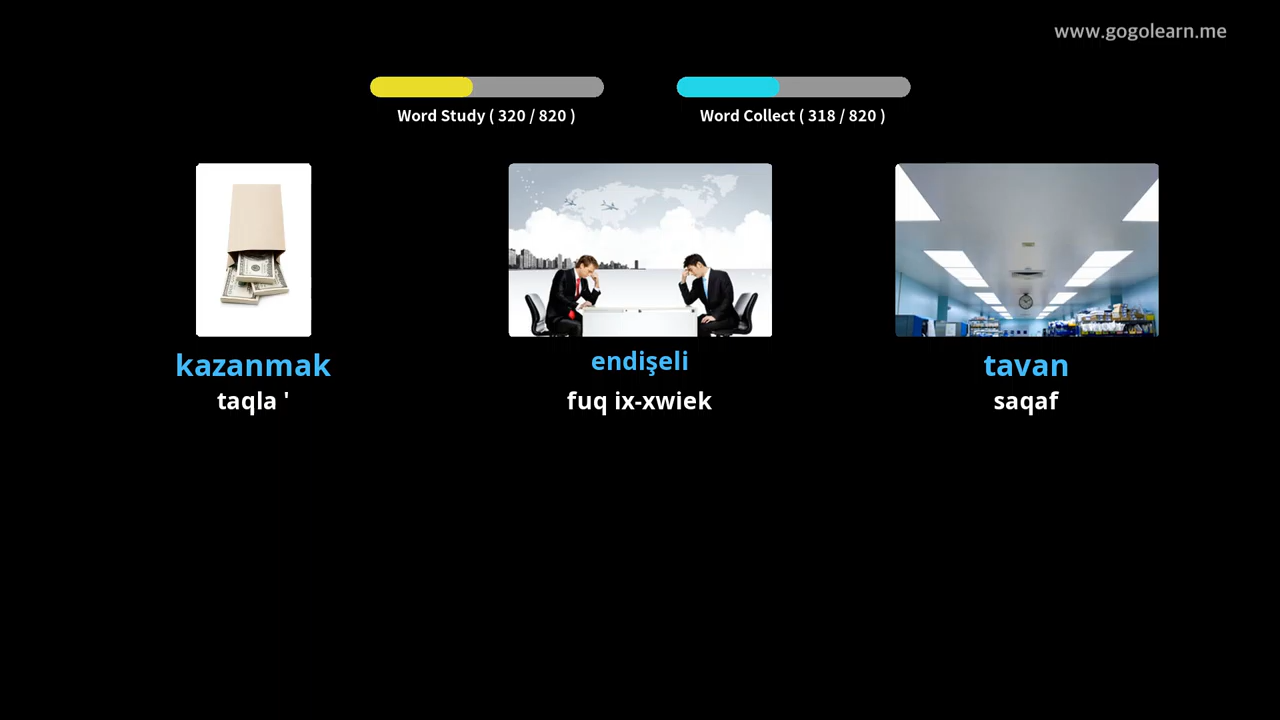 www.gogolearn.me
Word Study ( 320 / 820 )
Word Collect ( 318 / 820 )
kazanmak
taqla '
endişeli
fuq ix-xwiek
tavan
saqaf